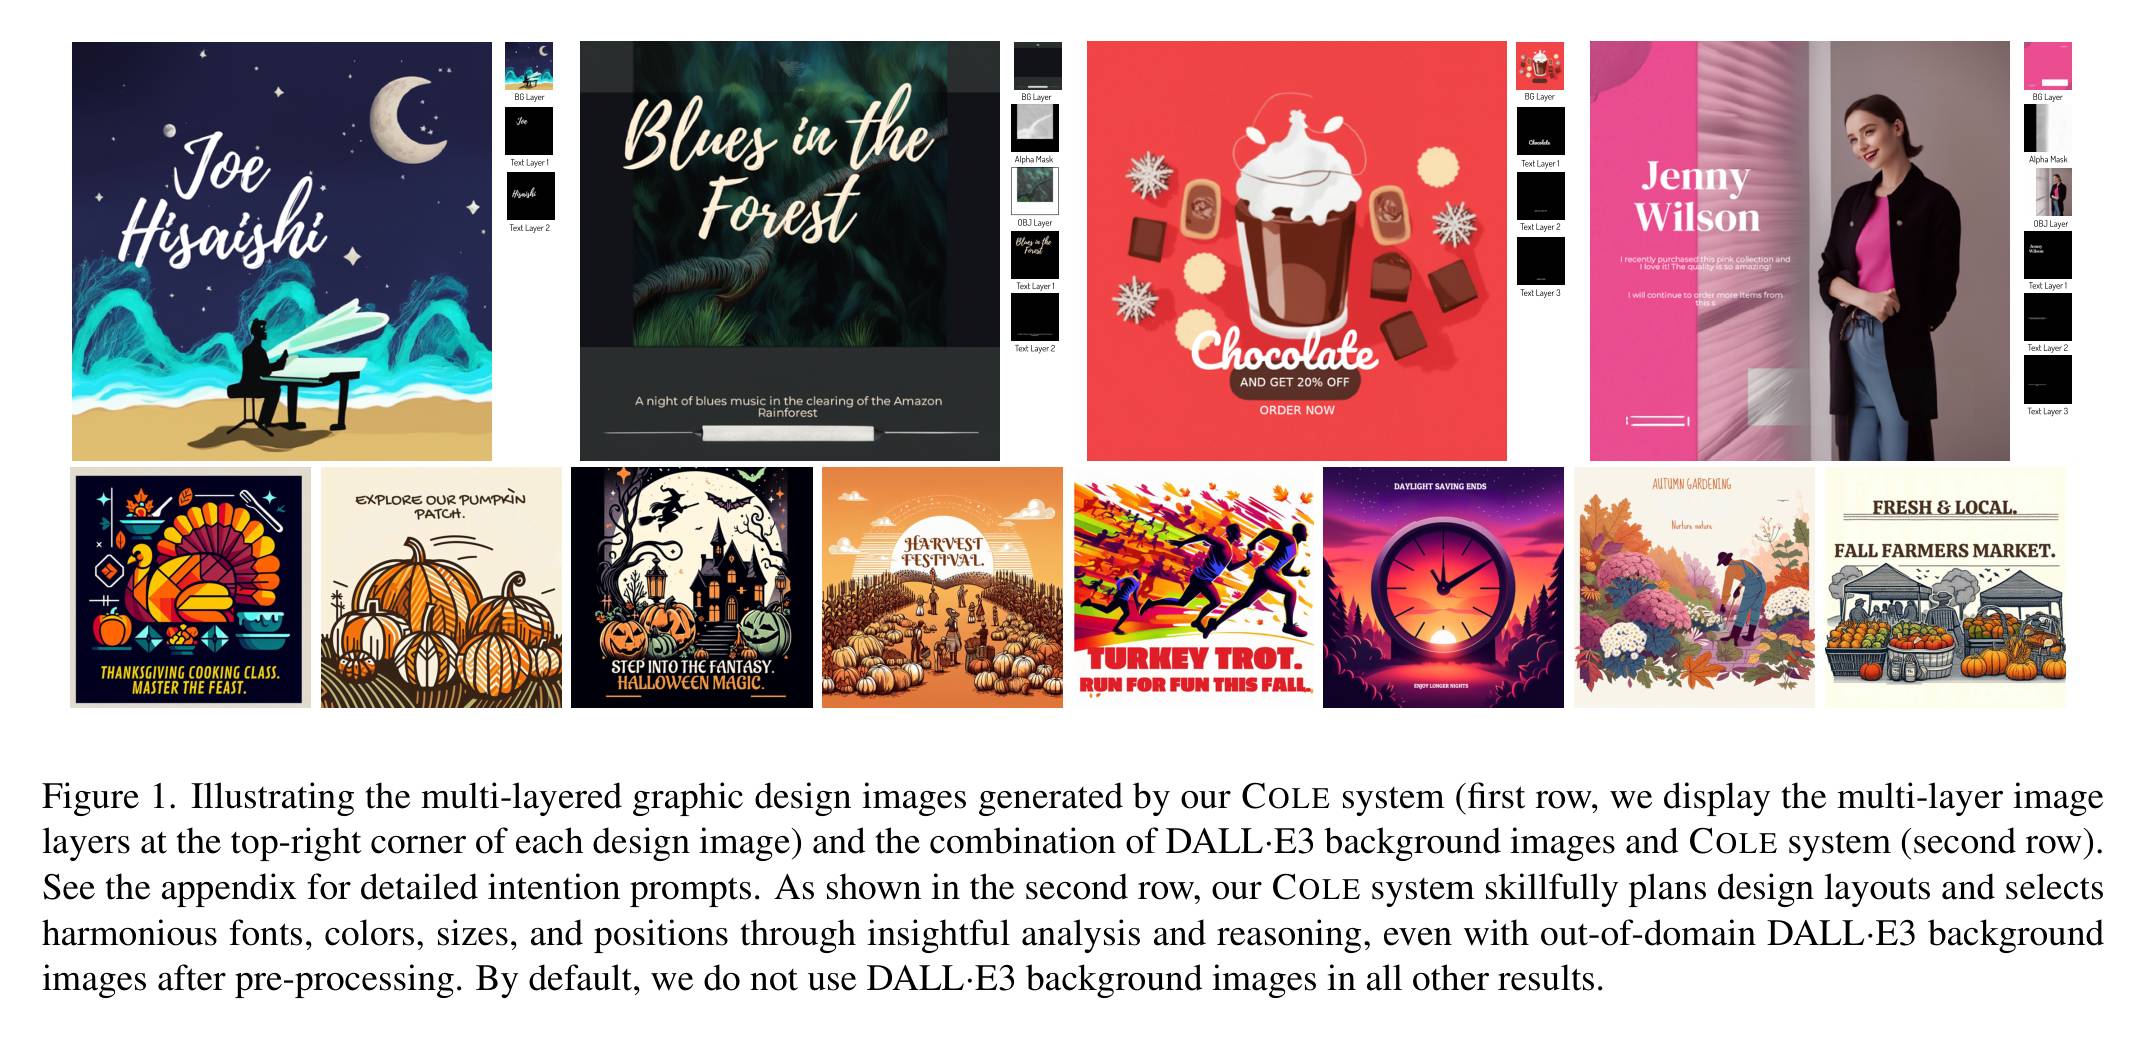 Joe
Hisaishi
BG Layer
Joe
Text Layer 1
Hisaishi
Text Layer 2
Blues in the
Forest
A night of blues music in the clearing of the Amazon
Rainforest
BG Layer
Alpha Mask
OBJ Layer
Blues in the
Forest
Text Layer 1
Text Layer 2
Chocolate
AND GET 20% OFF
ORDER NOW
BG Layer
Chocolate
Text Layer 1
Text Layer 2
Text Layer 3
Jenny
Wilson
I recently purchased this pink collection and
I love it! The quality is so amazing!
I will continue to order more items from
this s
BG Layer
Alpha Mask
OBJ Layer
Jenny
Wilson
Text Layer 1
Text Layer 2
Text Layer 3
THANKSGIVING COOKING CLASS.
MASTER THE FEAST.
EXPLORE OUR PUMPKIN
PATCH.
STEP INTO THE FANTASY.
HALLOWEEN MAGIC.
HARVEST
FESTIVAL.
TURKEY TROT.
RUN FOR FUN THIS FALL.
DAYLIGHT SAVING ENDS
ENJOY LONGER NIGHTS
AUTUMN GARDENING
Nurture nature
FRESH & LOCAL.
FALL FARMERS MARKET.
Figure 1. Illustrating the multi-layered graphic design images generated by our COLE system (first row, we display the multi-layer image
layers at the top-right corner of each design image) and the combination of DALL·E3 background images and COLE system (second row).
See the appendix for detailed intention prompts. As shown in the second row, our COLE system skillfully plans design layouts and selects
harmonious fonts, colors, sizes, and positions through insightful analysis and reasoning, even with out-of-domain DALL·E3 background
images after pre-processing. By default, we do not use DALL·E3 background images in all other results.